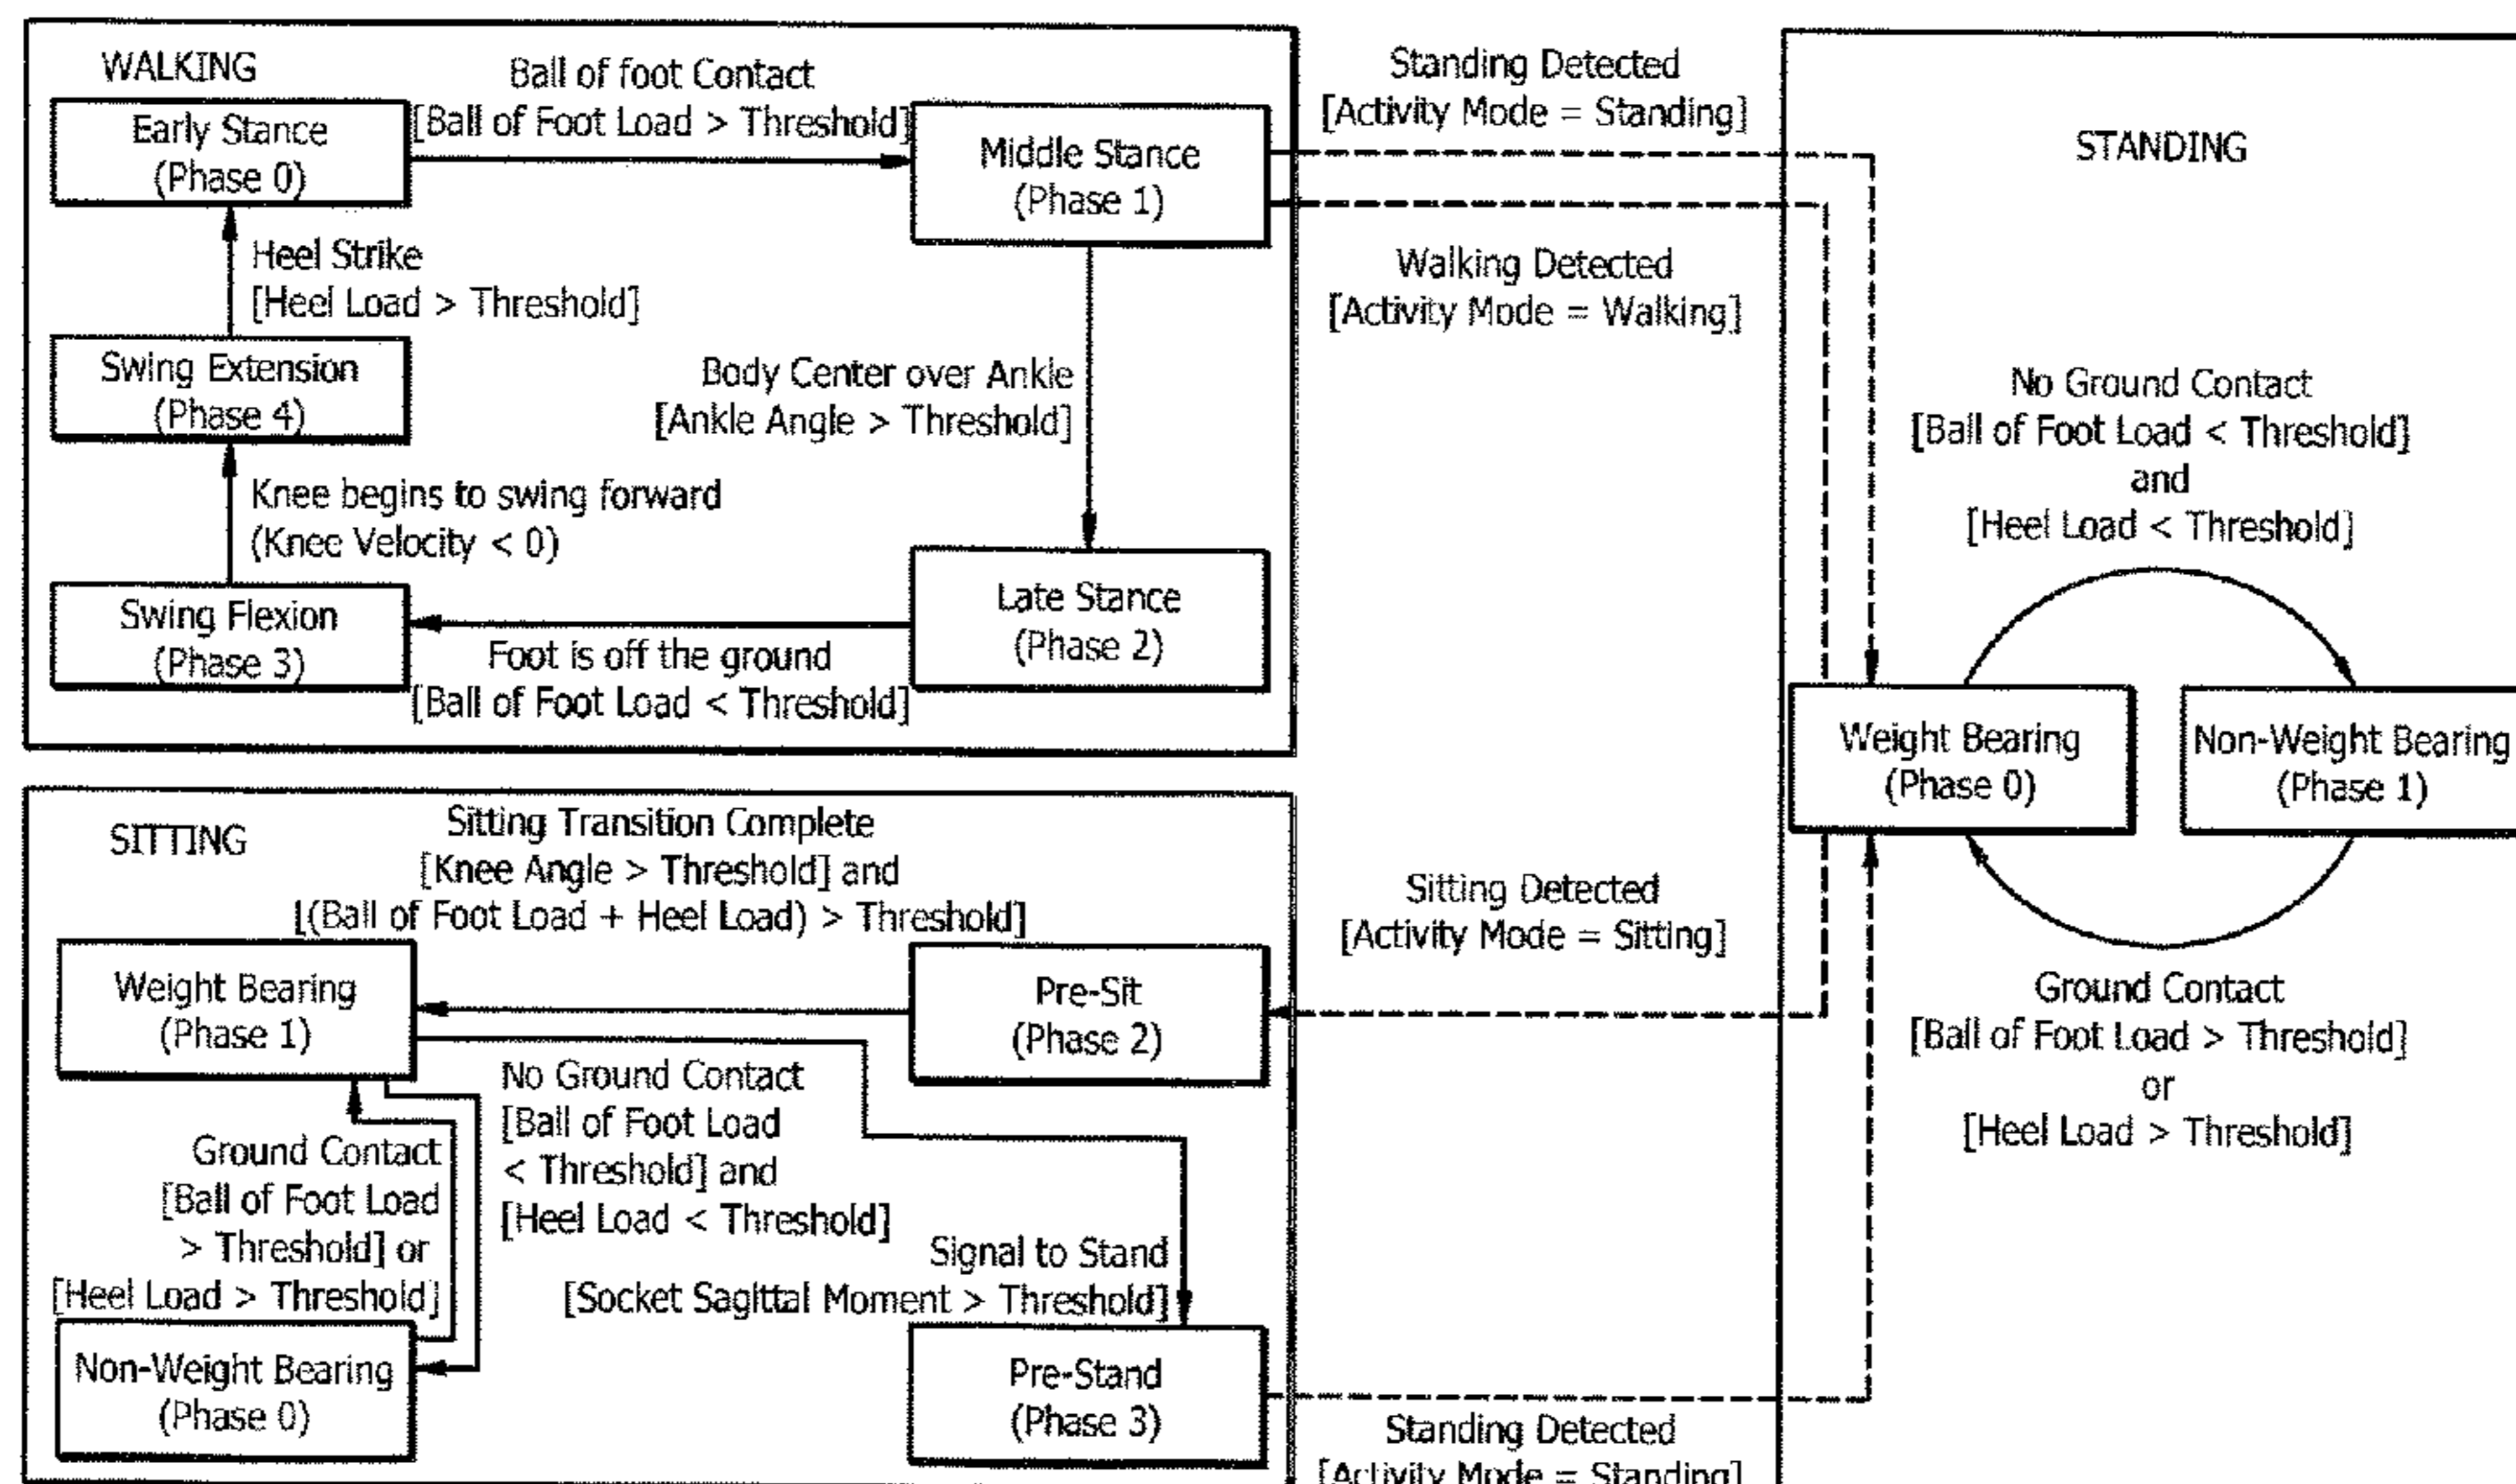 WALKING
Ball of foot Contact
[Ball of Foot Load > Threshold]
Early Stance
(Phase 0)
Middle Stance
(Phase 1)
Heel Strike
[Heel Load > Threshold]
Swing Extension
(Phase 4)
Body Center over Ankle
[Ankle Angle > Threshold]
Knee begins to swing forward
(Knee Velocity < 0)
Swing Flexion
(Phase 3)
Late Stance
(Phase 2)
Foot is off the ground
[Ball of Foot Load < Threshold]
Standing Detected
[Activity Mode = Standing]
Walking Detected
[Activity Mode = Walking]
STANDING
No Ground Contact
[Ball of Foot Load < Threshold]
and
[Heel Load < Threshold]
Weight Bearing
(Phase 0)
Non-Weight Bearing
(Phase 1)
Ground Contact
[Ball of Foot Load > Threshold]
or
[Heel Load > Threshold]
SITTING
Sitting Transition Complete
[Knee Angle > Threshold] and
[(Ball of Foot Load + Heel Load) > Threshold]
Weight Bearing
(Phase 1)
Pre-Sit
(Phase 2)
Sitting Detected
[Activity Mode = Sitting]
No Ground Contact
[Ball of Foot Load
< Threshold] and
[Heel Load < Threshold]
Ground Contact
[Ball of Foot Load
> Threshold] or
[Heel Load > Threshold]
Signal to Stand
[Socket Sagittal Moment > Threshold]
Non-Weight Bearing
(Phase 0)
Pre-Stand
(Phase 3)
Standing Detected
[Activity Mode = Standing]